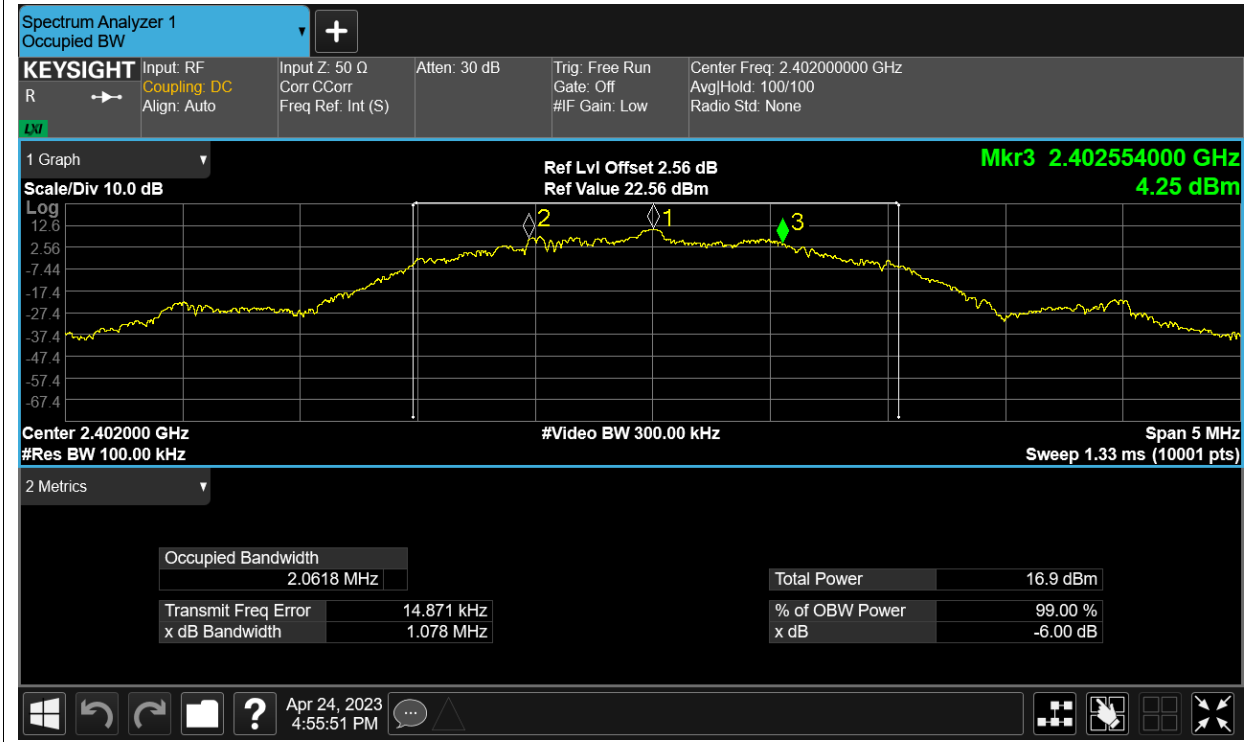 Spectrum Analyzer 1
Occupied BW
KEYSIGHT
R
LXI
Input: RF
Coupling: DC
Align: Auto
Input Z: 50 Ω
Corr CCorr
Freq Ref: Int (S)
Atten: 30 dB
Trig: Free Run
Gate: Off
#IF Gain: Low
Center Freq: 2.402000000 GHz
Avg|Hold: 100/100
Radio Std: None
1 Graph
Scale/Div 10.0 dB
Ref Lvl Offset 2.56 dB
Ref Value 22.56 dBm
Mkr3 2.402554000 GHz
4.25 dBm
Log
12.6
2.56
-7.44
-17.4
-27.4
-37.4
-47.4
-57.4
-67.4
2
1
3
Center 2.402000 GHz
#Res BW 100.00 kHz
#Video BW 300.00 kHz
Span 5 MHz
Sweep 1.33 ms (10001 pts)
2 Metrics
Occupied Bandwidth
2.0618 MHz
Transmit Freq Error 14.871 kHz
x dB Bandwidth 1.078 MHz
Total Power 16.9 dBm
% of OBW Power 99.00 %
x dB -6.00 dB
?
Apr 24, 2023
4:55:51 PM